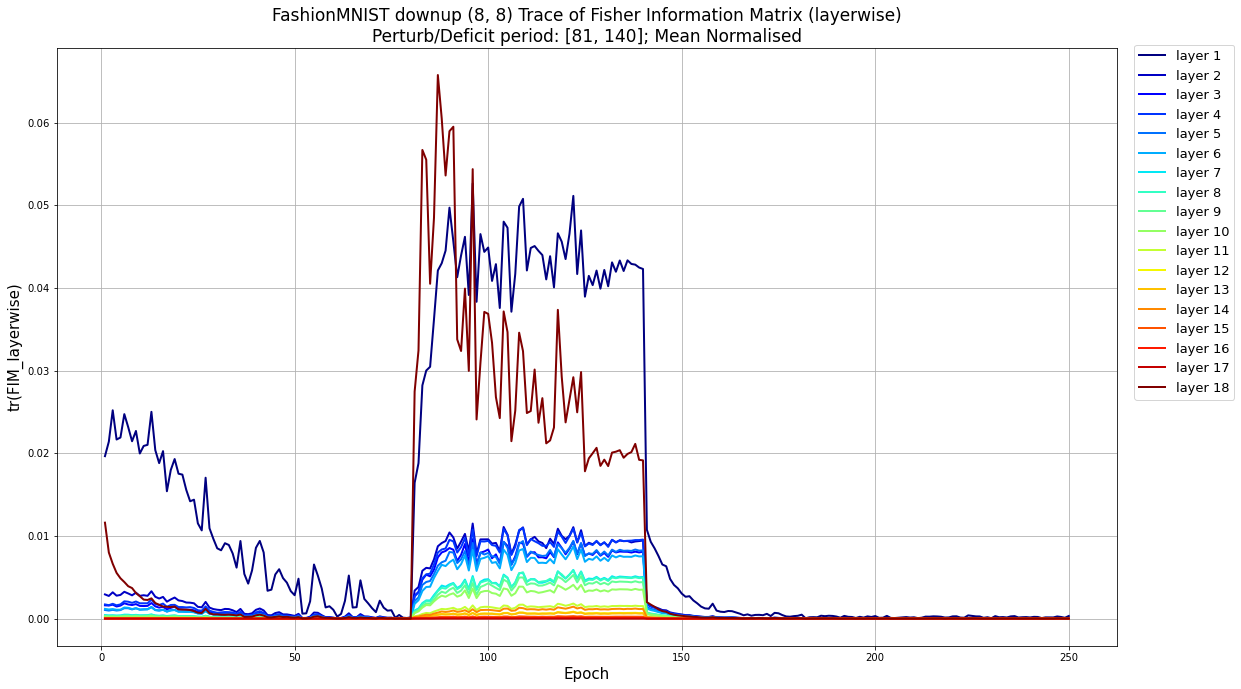 FashionMNIST downup (8, 8) Trace of Fisher Information Matrix (layerwise)
Perturb/Deficit period: [81, 140]; Mean Normalised
tr(FIM_layerwise)
0.06
0.05
0.04
0.03
0.02
0.01
0.00
0
50
100
150
200
250
Epoch
layer 1
layer 2
layer 3
layer 4
layer 5
layer 6
layer 7
layer 8
layer 9
layer 10
layer 11
layer 12
layer 13
layer 14
layer 15
layer 16
layer 17
layer 18